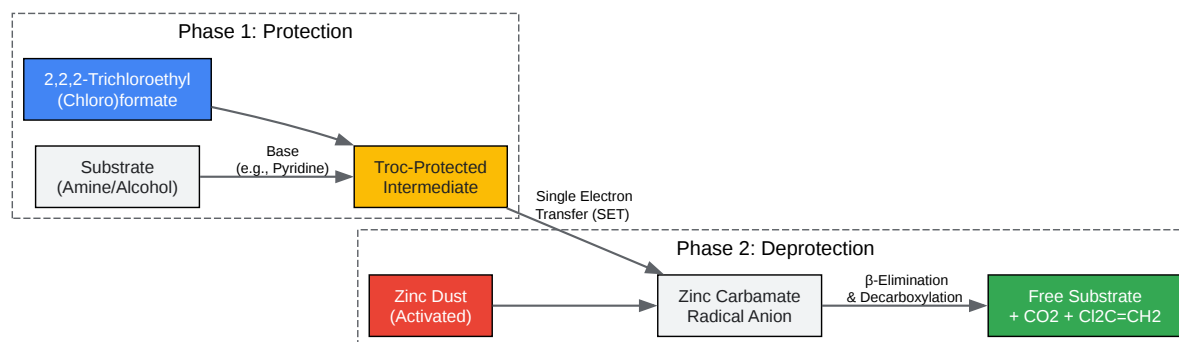 Phase 1: Protection
2,2,2-Trichloroethyl
(Chloro)formate
Substrate
(Amine/Alcohol)
Base
(e.g., Pyridine)
Troc-Protected
Intermediate
Single Electron
Transfer (SET)
Phase 2: Deprotection
Zinc Dust
(Activated)
Zinc Carbamate
Radical Anion
β-Elimination
& Decarboxylation
Free Substrate
+ CO2 + Cl2C=CH2